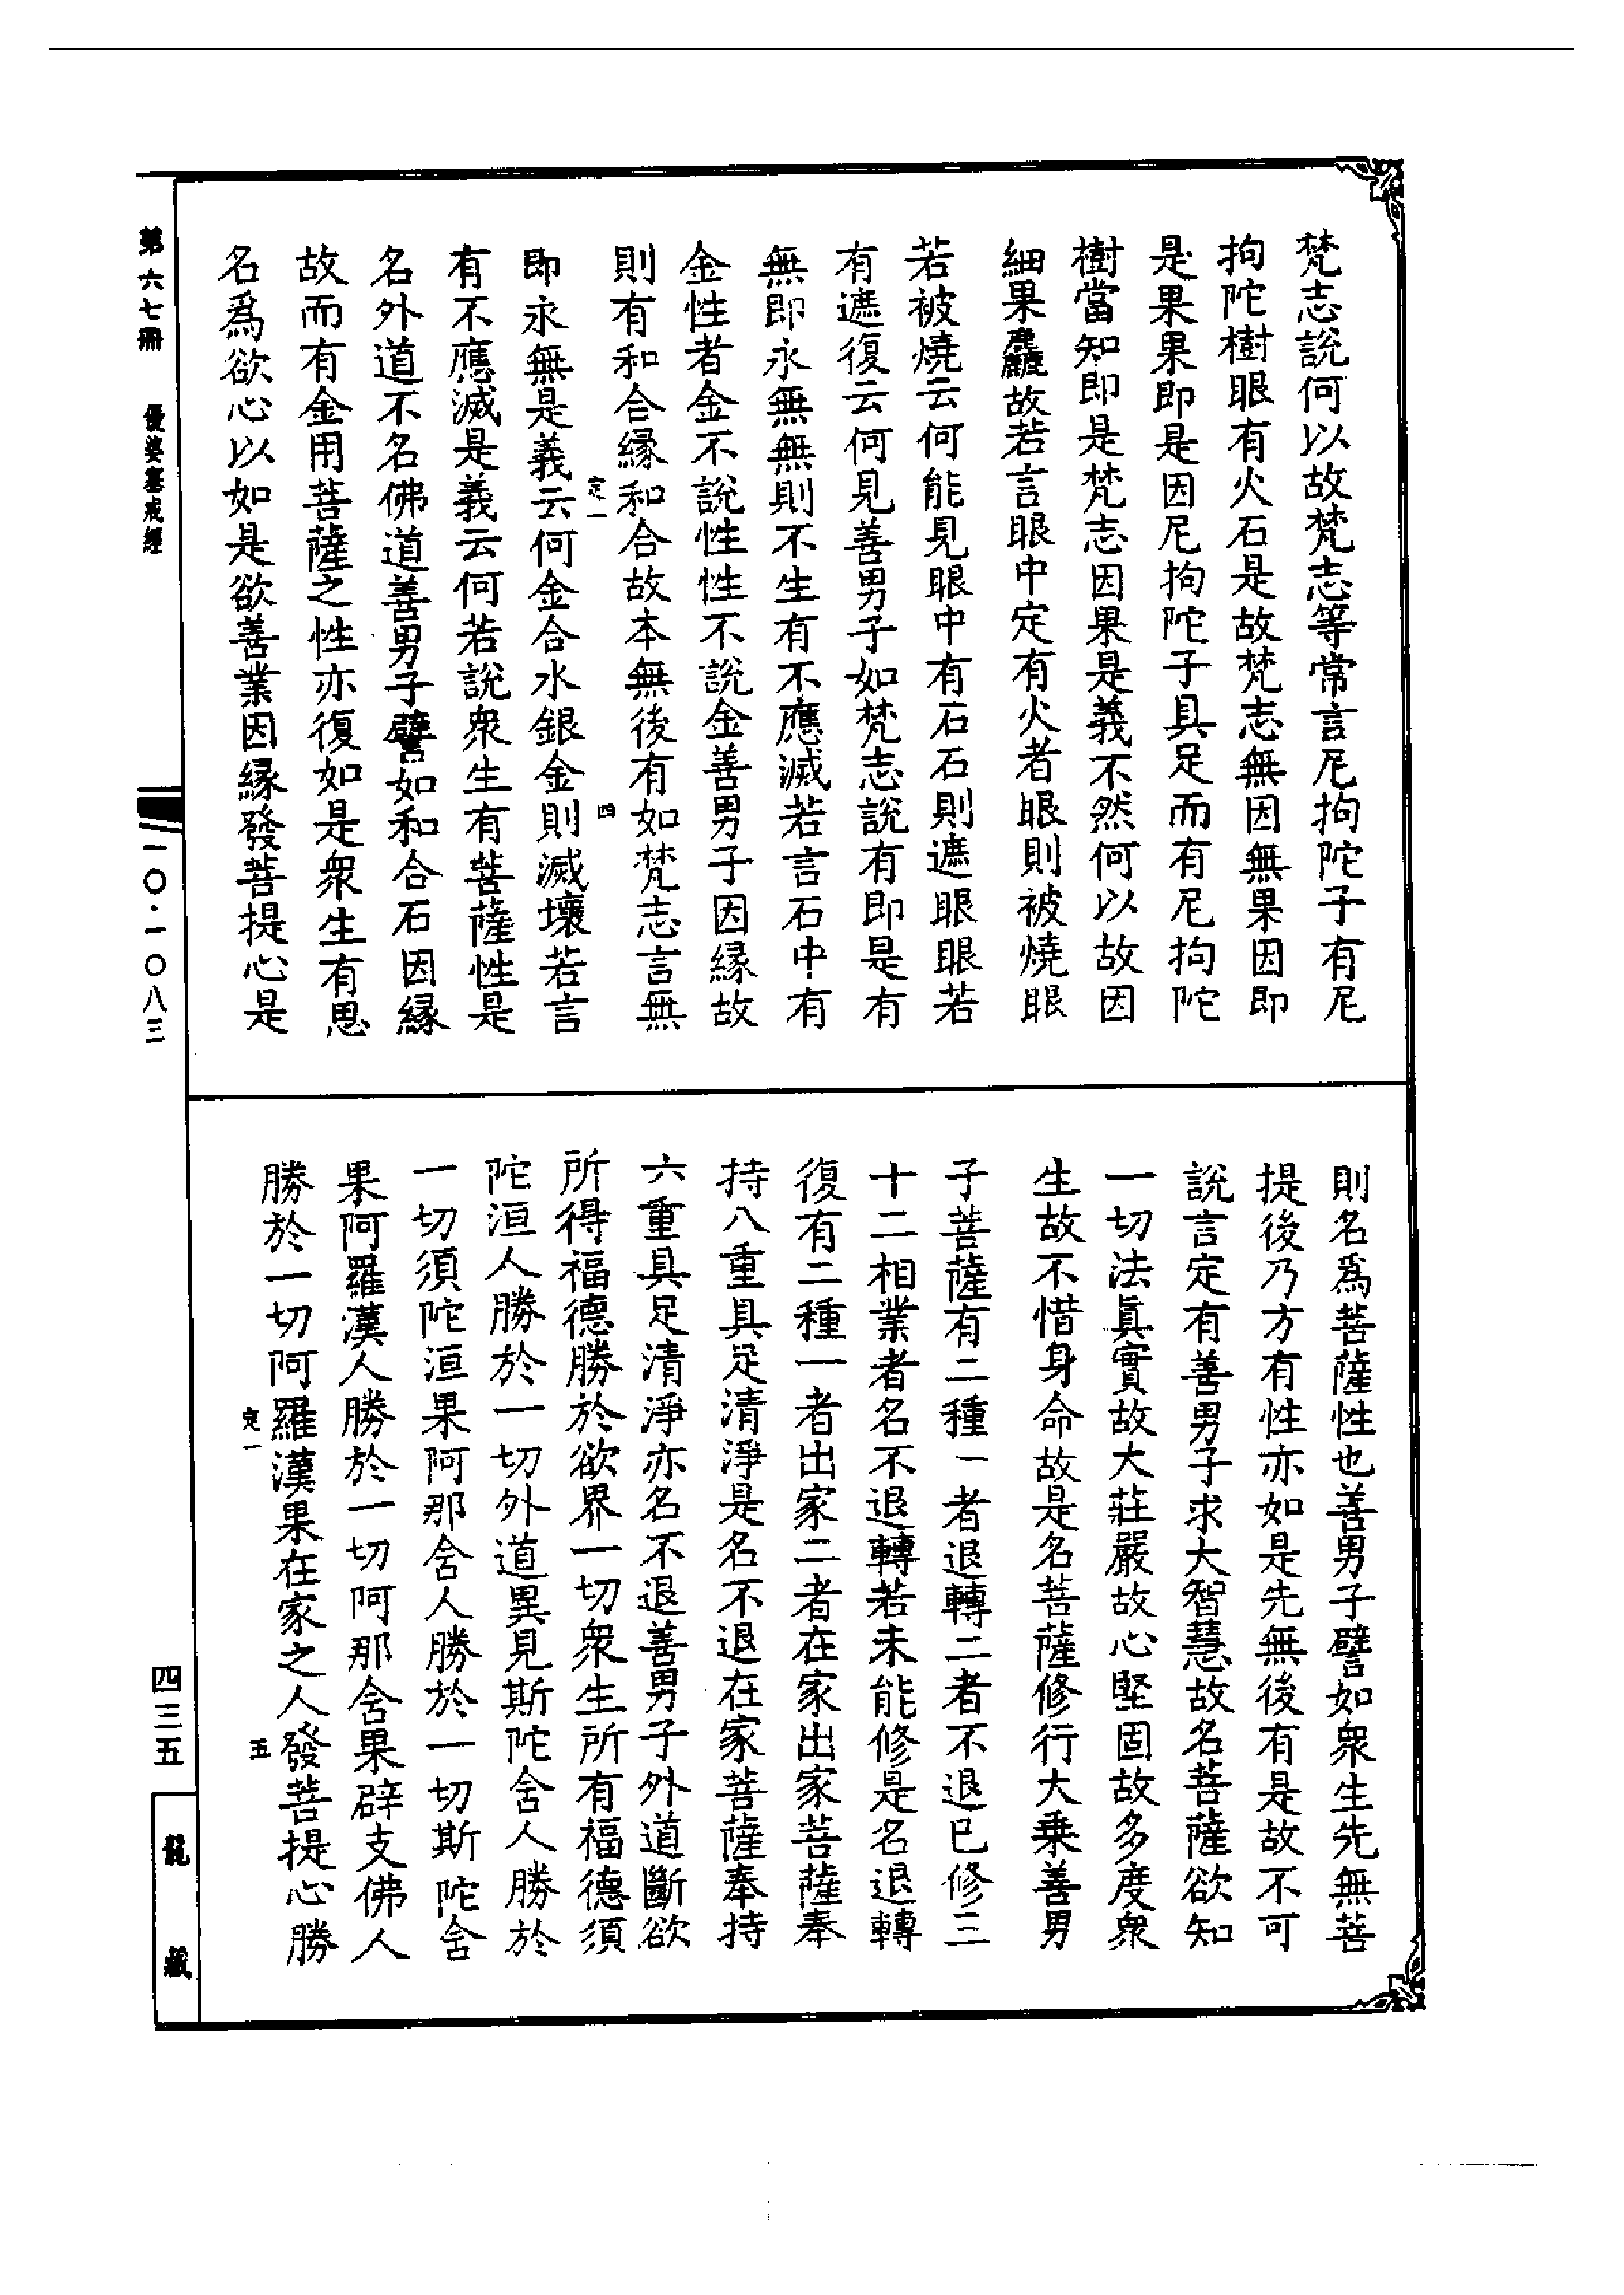 梵志說何以故梵志等常言尼拘陀子有尼
拘陀樹眼有火石是故梵志無因無果因即
是果果即是因尼拘陀子具足而有尼拘陀
樹當知即是梵志因果是義不然何以故因
細果麤故若言眼中定有火者眼則被燒眼
若被燒云何能見眼中有石石則遮眼眼若
有遮復云何見善男子如梵志說有即是有
無即永無無則不生有不應滅若言石中有
金性者金不說性性不說金善男子因緣故
則有和合緣和合故本無後有如梵志言無
定一
四
即永無是義云何金合水銀金則滅壞若言
有不應滅是義云何若說衆生有菩薩性是
名外道不名佛道善男子譬如和合石因緣
故而有金用菩薩之性亦復如是衆生有思
名爲欲心以如是欲善業因緣發菩提心是
則名爲菩薩性也善男子譬如衆生先無菩
提後乃方有性亦如是先無後有是故不可
說言定有善男子求大智慧故名菩薩欲知
一切法眞實故大莊嚴故心堅固故多度衆
生故不惜身命故是名菩薩修行大乘善男
子菩薩有二種一者退轉二者不退已修三
十二相業者名不退轉若未能修是名退轉
復有二種一者出家二者在家出家菩薩奉
持八重具足清淨是名不退在家菩薩奉持
六重具足清淨亦名不退善男子外道斷欲
所得福德勝於欲界一切衆生所有福德須
陀洹人勝於一切外道異見斯陀舍人勝於
一切須陀洹果阿那舍人勝於一切斯陀舍
果阿羅漢人勝於一切阿那舍果辟支佛人
勝於一切阿羅漢果在家之人發菩提心勝
定一
五
第六七冊 優婆塞戒經
一〇·一〇八三
四三五
龍藏